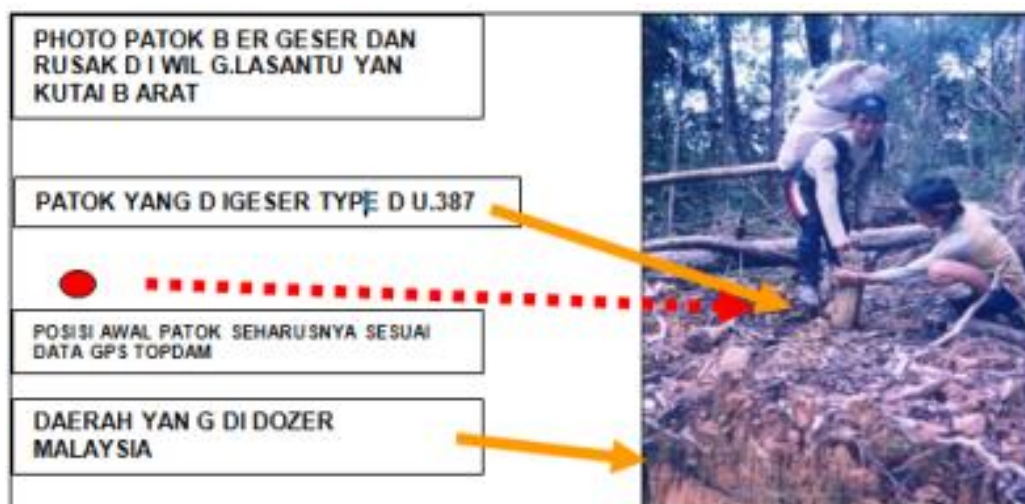 PHOTO PATOK B ER GESER DAN
RUSAK D I WIL G.LASANTU YAN
KUTAI B ARAT
PATOK YANG D IGESER TYPE D U.387
POSISI AWAL PATOK SEHARUSNYA SESUAI
DATA GPS TOPDAM
DAERAH YAN G DI DOZER
MALAYSIA